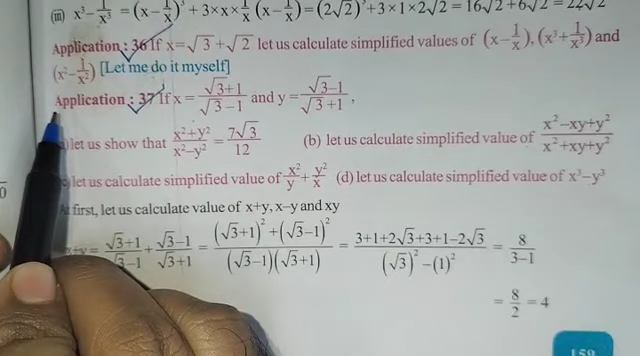 (iii) x³ − 1/x³ = (x − 1/x)³ + 3×x×1/x (x − 1/x) = (2√2)³ + 3×1×2√2 = 16√2 + 6√2 = 22√2
Application : 36 If x=√3+√2 let us calculate simplified values of (x−1/x), (x³+1/x³) and
(x²−1/x²) [Let me do it myself]
Application : 37 If x = (√3+1)/(√3−1) and y = (√3−1)/(√3+1),
let us show that (x²+y²)/(x²−y²) = 7√3/12 (b) let us calculate simplified value of (x²−xy+y²)/(x²+xy+y²)
let us calculate simplified value of x²/y + y²/x (d) let us calculate simplified value of x³−y³
At first, let us calculate value of x+y, x−y and xy
x+y = (√3+1)/(√3−1) + (√3−1)/(√3+1) = ((√3+1)²+(√3−1)²)/((√3−1)(√3+1)) = (3+1+2√3+3+1−2√3)/((√3)²−(1)²) = 8/(3−1)
= 8/2 = 4
159